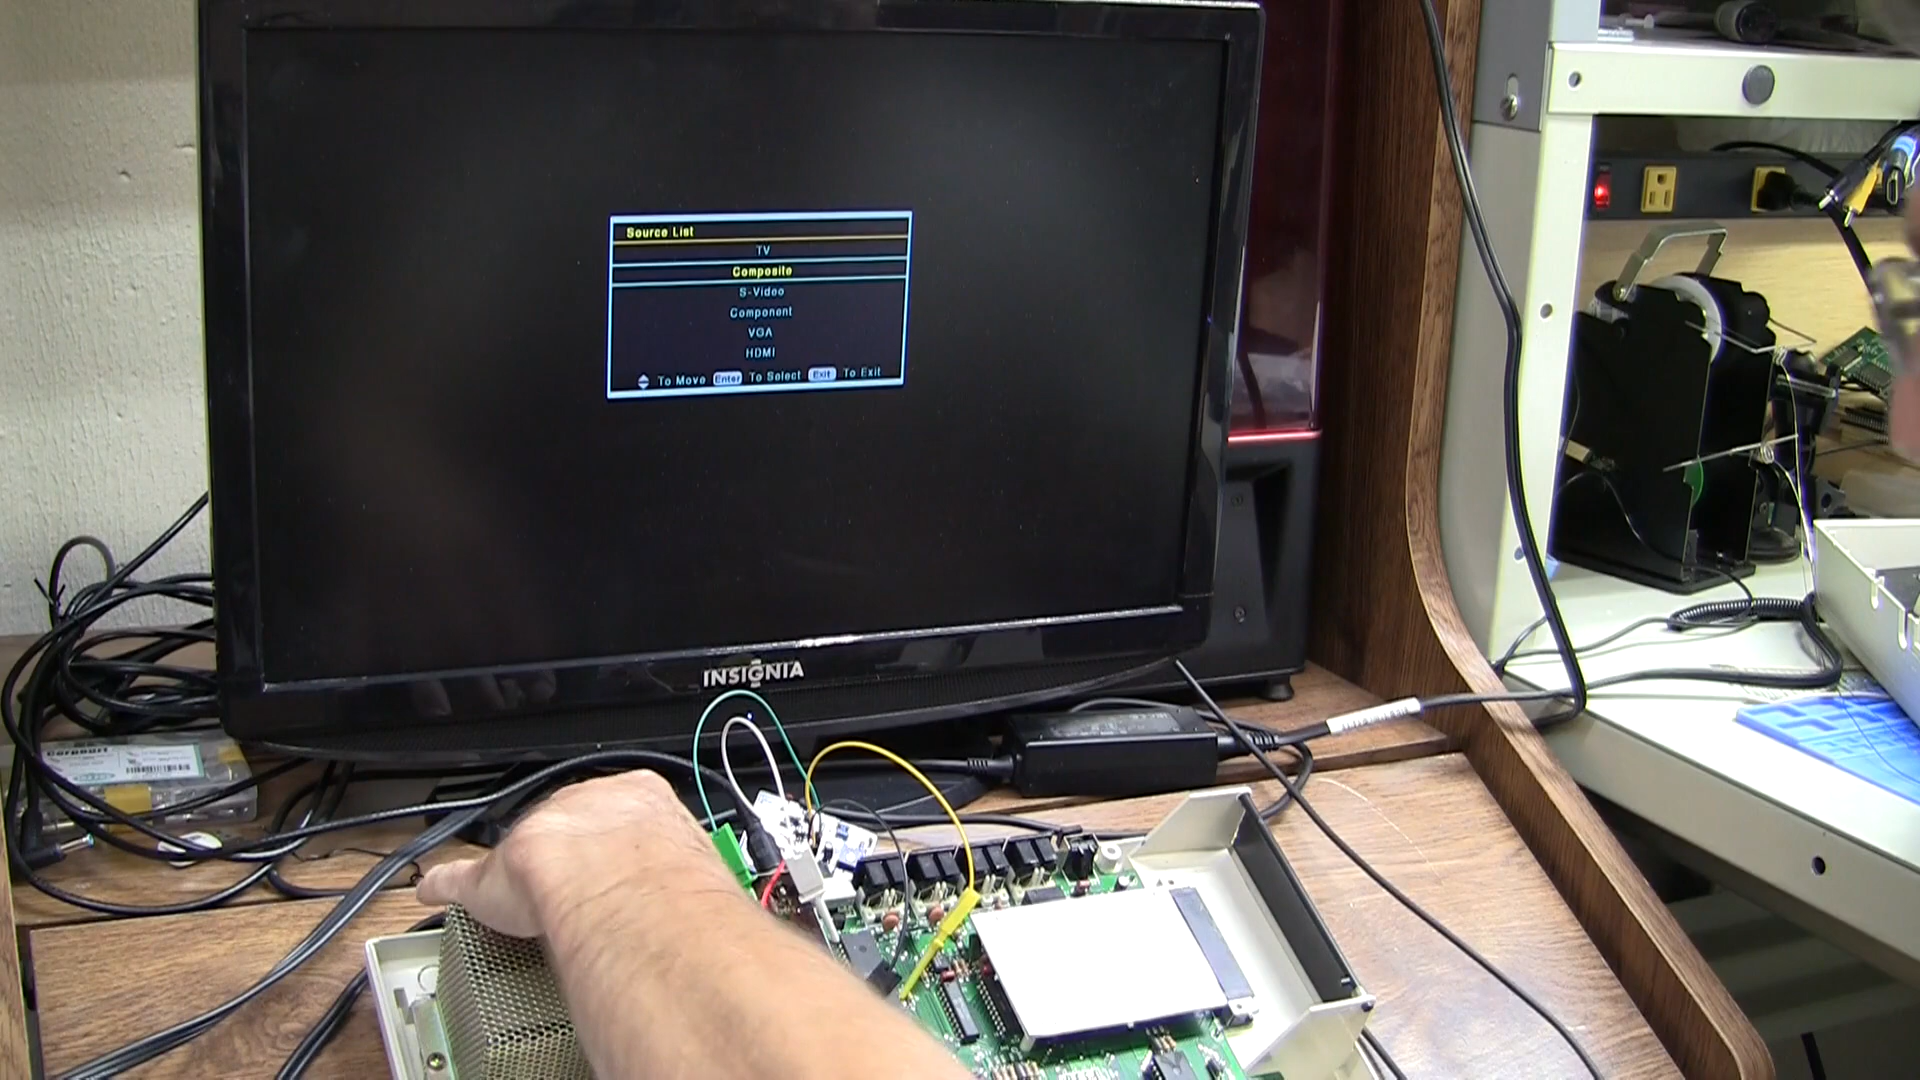 Source List
TV
Composite
S-Video
Component
VGA
HDMI
To Move Enter To Select Exit To Exit
INSIGNIA